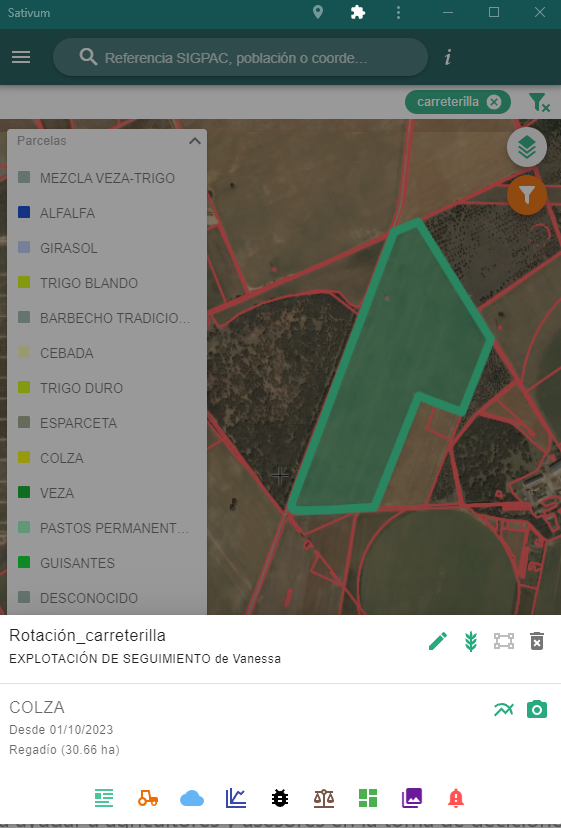 Sativum
Referencia SIGPAC, población o coorde...
i
carreterilla
Parcelas
MEZCLA VEZA-TRIGO
ALFALFA
GIRASOL
TRIGO BLANDO
BARBECHO TRADICIO...
CEBADA
TRIGO DURO
ESPARCETA
COLZA
VEZA
PASTOS PERMANENT...
GUISANTES
DESCONOCIDO
Rotación_carreterilla
EXPLOTACIÓN DE SEGUIMIENTO de Vanessa
COLZA
Desde 01/10/2023
Regadío (30.66 ha)